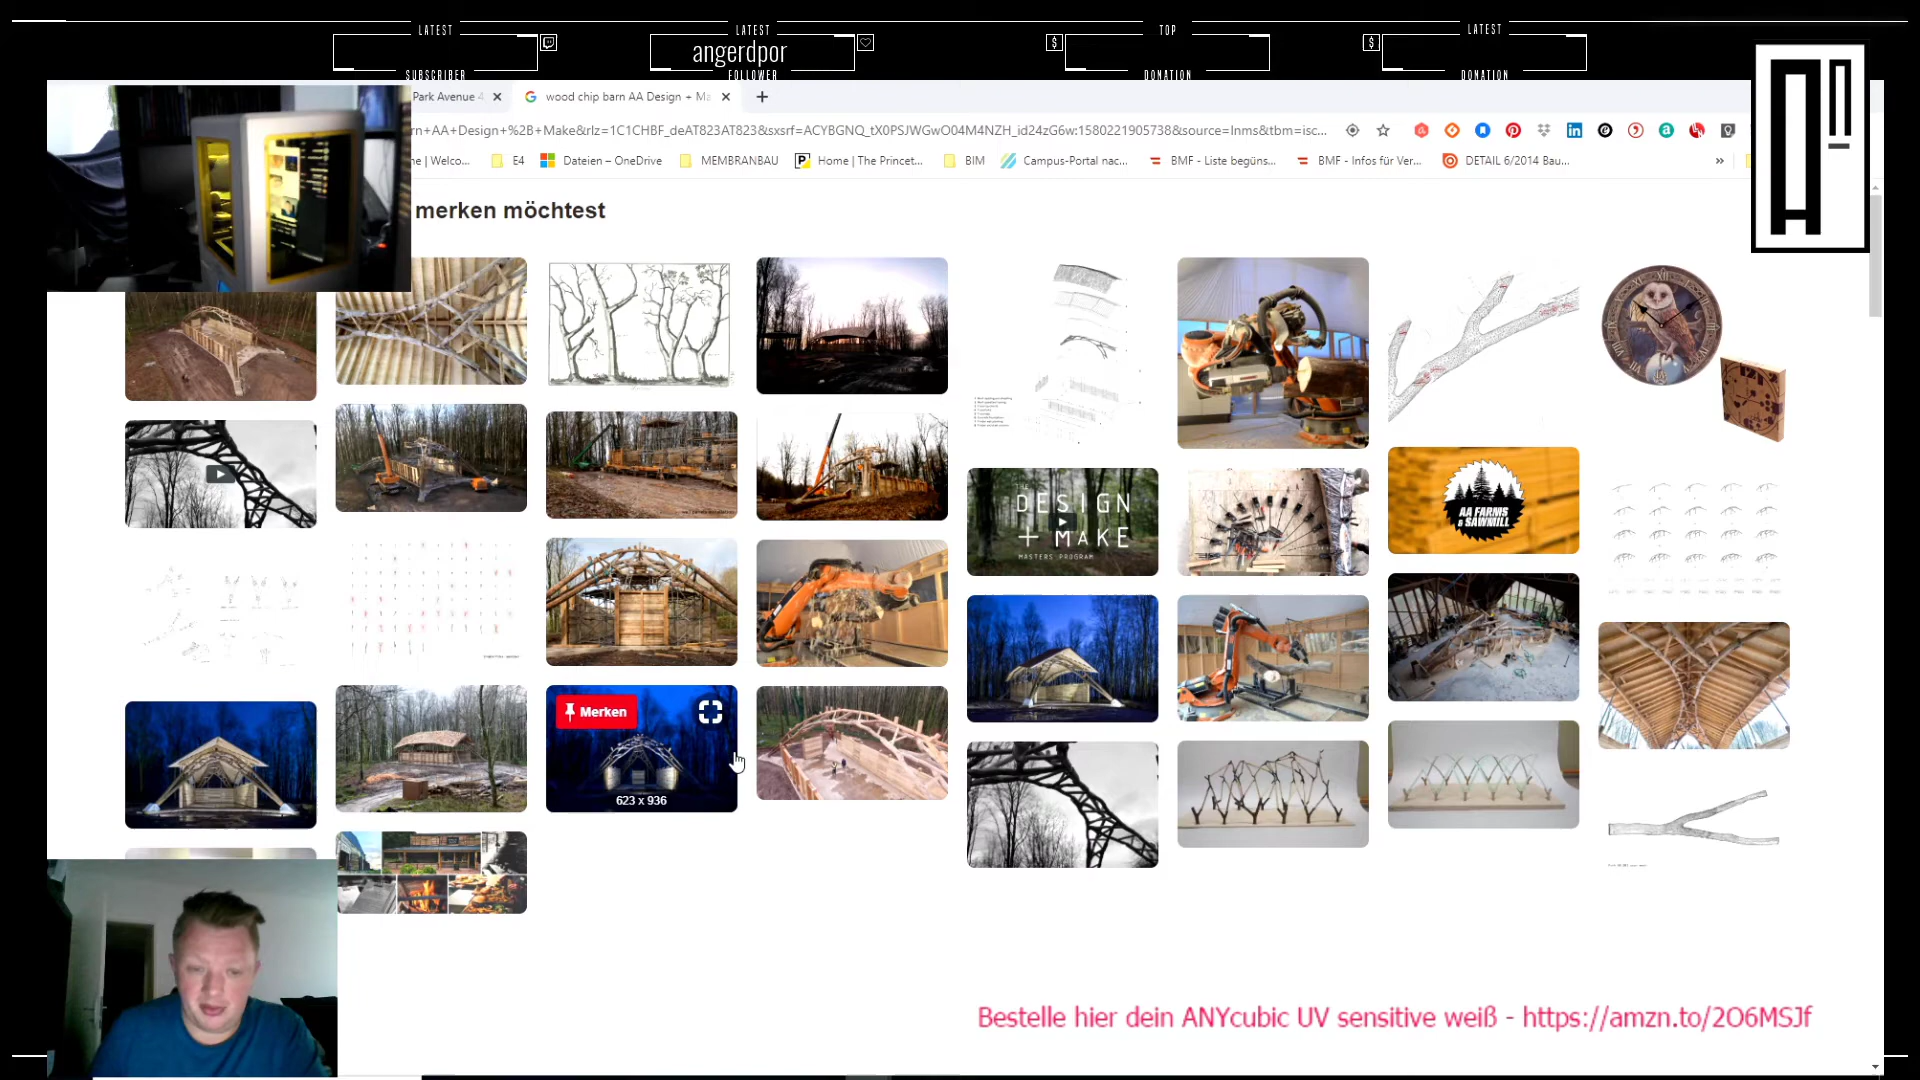 LATEST
SUBSCRIBER
LATEST
angerdpor
FOLLOWER
TOP
DONATION
LATEST
DONATION
Park Avenue 4
wood chip barn AA Design + Ma
rn+AA+Design+%2B+Make&rlz=1C1CHBF_deAT823AT823&sxsrf=ACYBGNQ_tX0PSJWGwO04M4NZH_id24zG6w:1580221905738&source=lnms&tbm=isc...
ne | Welco...
E4
Dateien – OneDrive
MEMBRANBAU
Home | The Princet...
BIM
Campus-Portal nac...
BMF - Liste begüns...
BMF - Infos für Ver...
DETAIL 6/2014 Bau...
»
merken möchtest
DESIGN
+ MAKE
MASTERS PROGRAM
AA FARMS
& SAWMILL
Merken
623 x 936
Bestelle hier dein ANYcubic UV sensitive weiß - https://amzn.to/2O6MSJf